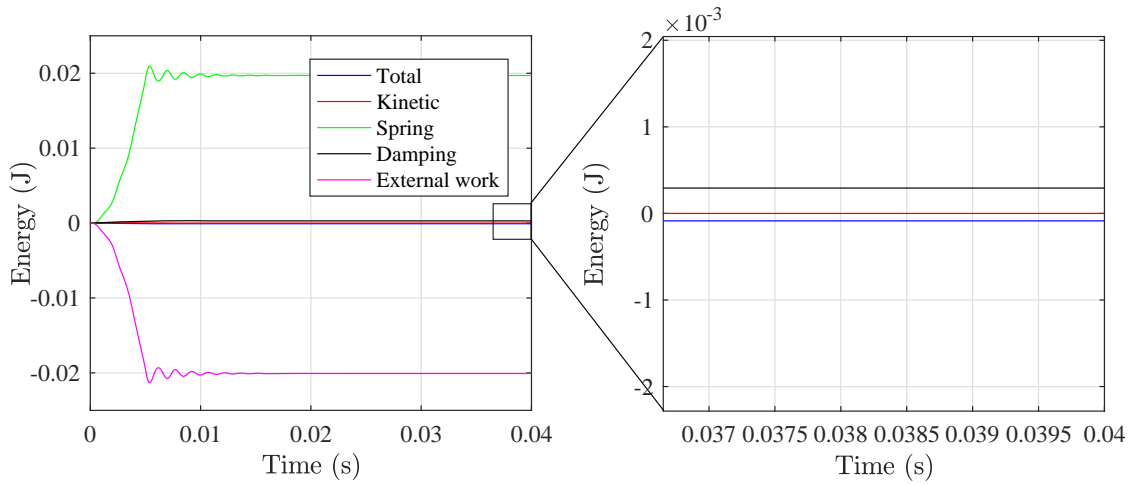 0.02
0.01
0
-0.01
-0.02
Energy (J)
0
0.01
0.02
0.03
0.04
Time (s)
Total
Kinetic
Spring
Damping
External work
×10-3
2
1
0
-1
-2
Energy (J)
0.037
0.0375
0.038
0.0385
0.039
0.0395
0.04
Time (s)